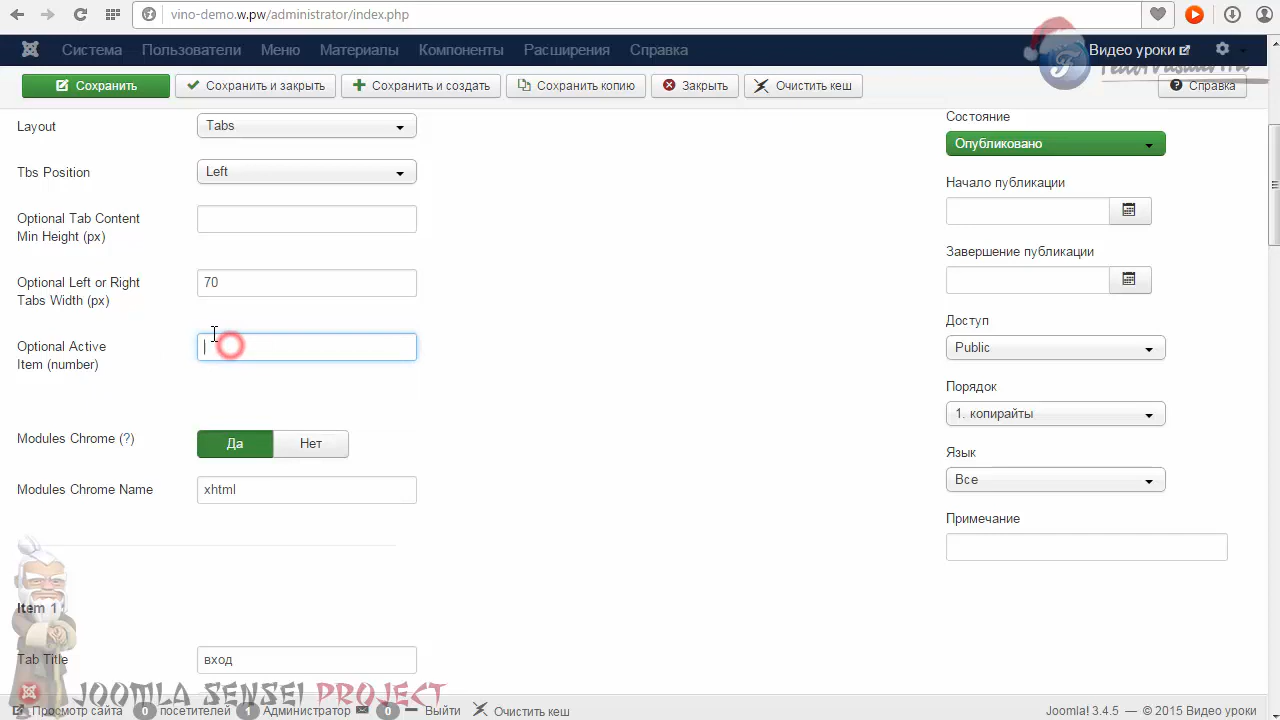 vino-demo.w.pw/administrator/index.php
Система Пользователи Меню Материалы Компоненты Расширения Справка Видео уроки
Сохранить Сохранить и закрыть Сохранить и созд Сохранить копию Закрыть Очистить кеш Справка
Layout Tabs
Tbs Position Left
Optional Tab Content
Min Height (px)
Optional Left or Right
Tabs Width (px)
70
Optional Active
Item (number)
Modules Chrome (?) Да Нет
Modules Chrome Name xhtml
Item 1
Tab Title вход
Состояние
Опубликовано
Начало публикации
Завершение публикации
Доступ
Public
Порядок
1. копирайты
Язык
Все
Примечание
JOOMLA SENSEI PROJECT
Просмотр сайта 0 посетителей 1 Администратор 0 Выйти Очистить кеш Joomla! 3.4.5 — © 2015 Видео уроки